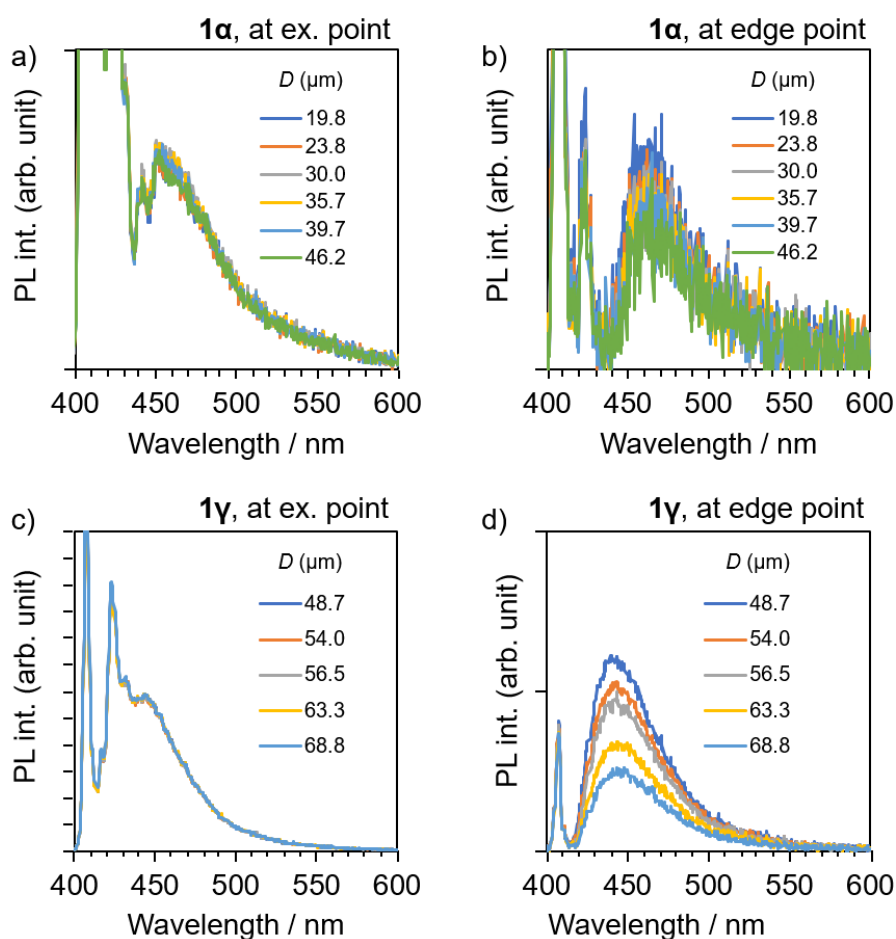 1α, at ex. point
a)
D (μm)
19.8
23.8
30.0
35.7
39.7
46.2
PL int. (arb. unit)
400 450 500 550 600
Wavelength / nm
1α, at edge point
b)
D (μm)
19.8
23.8
30.0
35.7
39.7
46.2
PL int. (arb. unit)
400 450 500 550 600
Wavelength / nm
1γ, at ex. point
c)
D (μm)
48.7
54.0
56.5
63.3
68.8
PL int. (arb. unit)
400 450 500 550 600
Wavelength / nm
1γ, at edge point
d)
D (μm)
48.7
54.0
56.5
63.3
68.8
PL int. (arb. unit)
400 450 500 550 600
Wavelength / nm